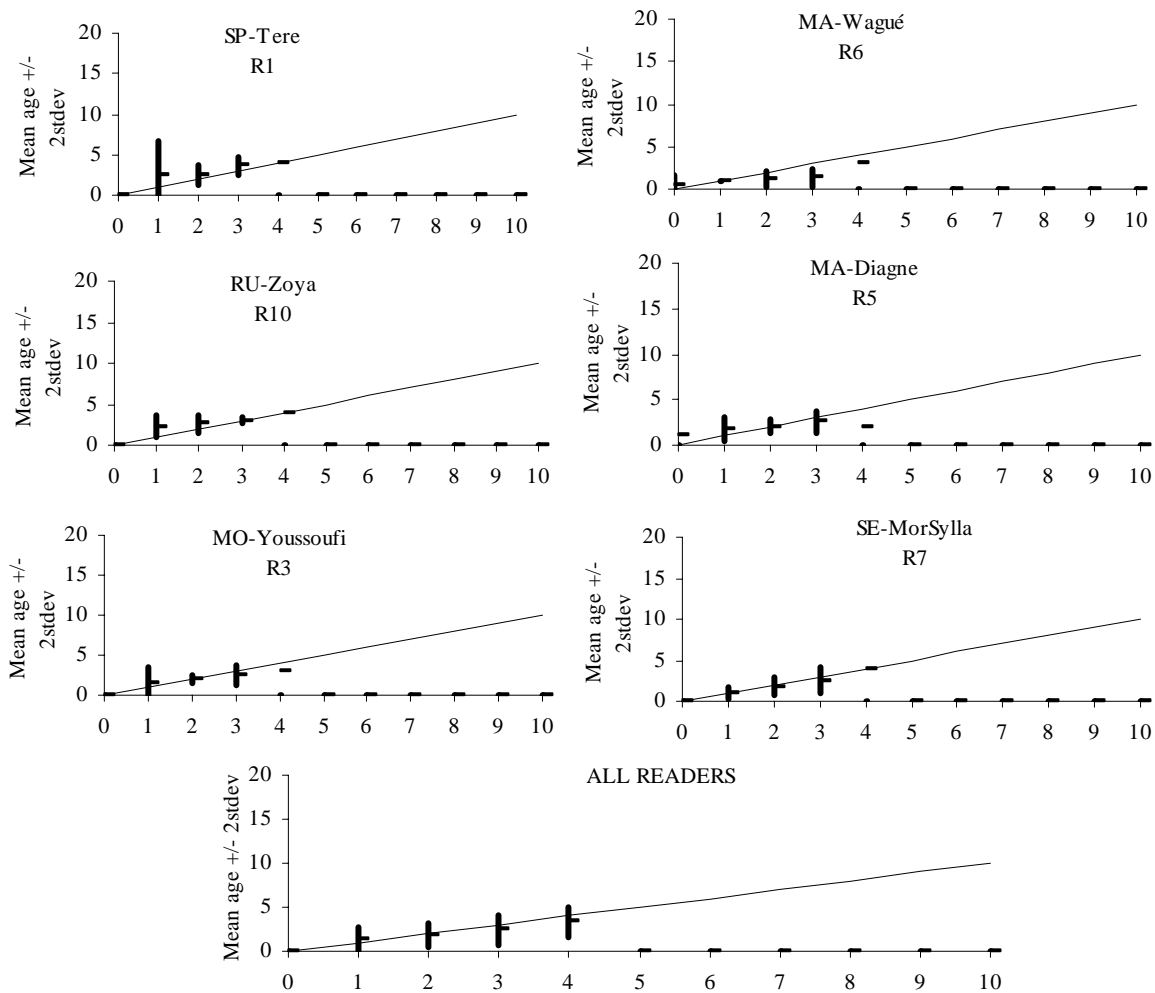 SP-Tere
R1
Mean age +/-
2stdev
20
15
10
5
0
0 1 2 3 4 5 6 7 8 9 10
MA-Wagué
R6
Mean age +/-
2stdev
20
15
10
5
0
0 1 2 3 4 5 6 7 8 9 10
RU-Zoya
R10
Mean age +/-
2stdev
20
15
10
5
0
0 1 2 3 4 5 6 7 8 9 10
MA-Diagne
R5
Mean age +/-
2stdev
20
15
10
5
0
0 1 2 3 4 5 6 7 8 9 10
MO-Youssoufi
R3
Mean age +/-
2stdev
20
15
10
5
0
0 1 2 3 4 5 6 7 8 9 10
SE-MorSylla
R7
Mean age +/-
2stdev
20
15
10
5
0
0 1 2 3 4 5 6 7 8 9 10
ALL READERS
Mean age +/- 2stdev
20
15
10
5
0
0 1 2 3 4 5 6 7 8 9 10